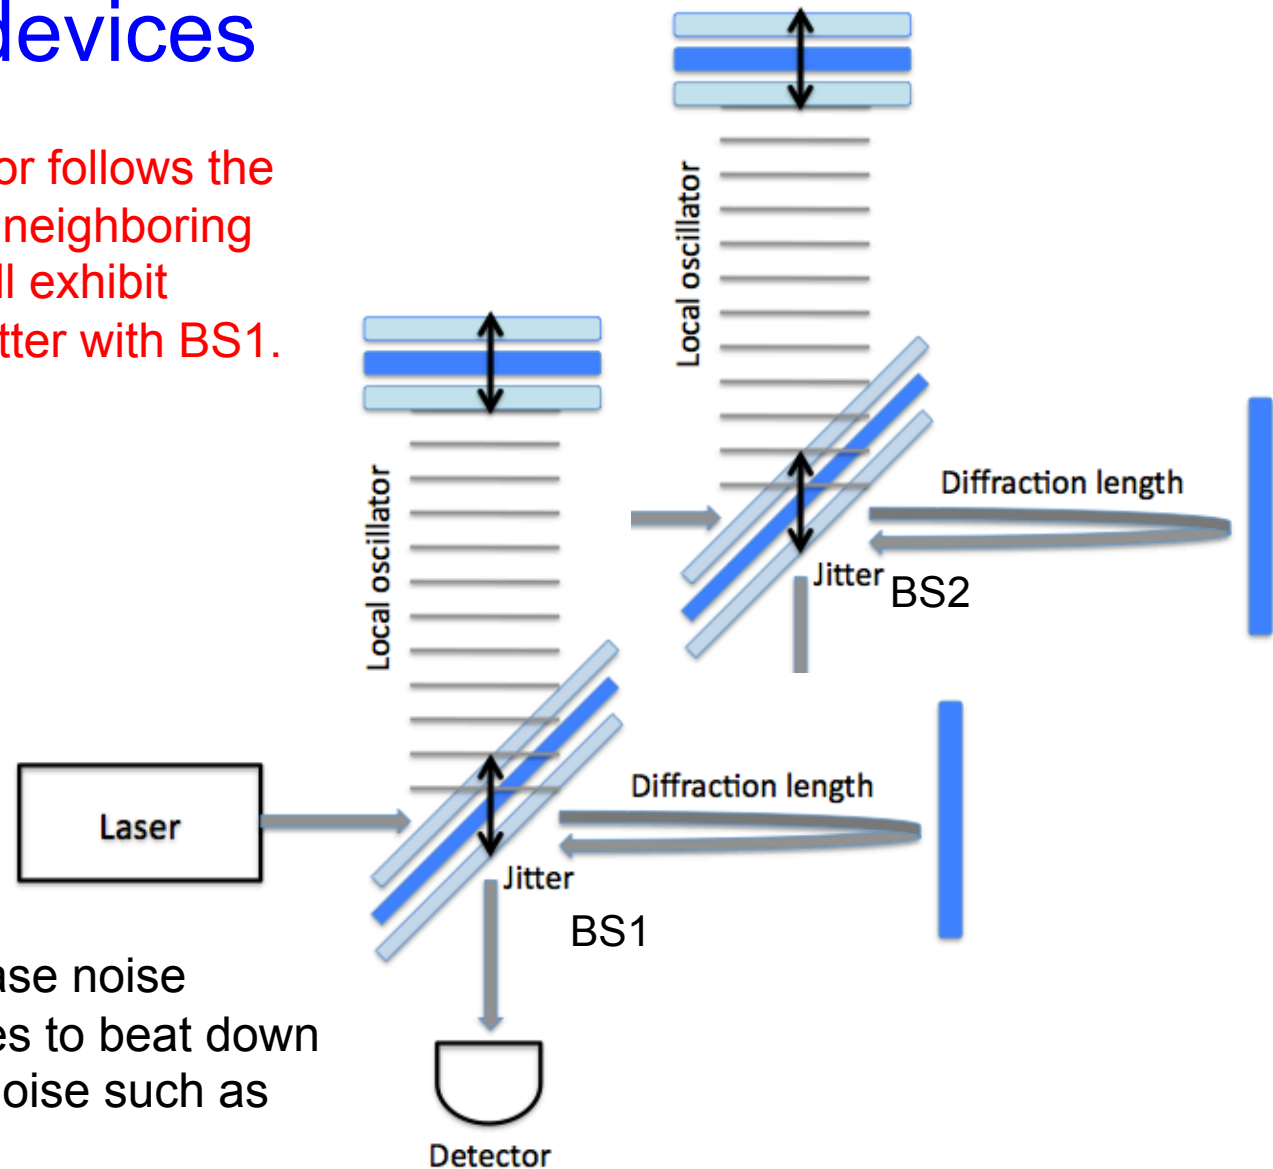 devices
or follows the
neighboring
ll exhibit
tter with BS1.
Local oscillator
Diffraction length
Jitter
BS2
Local oscillator
Laser
Diffraction length
Jitter
BS1
ase noise
es to beat down
oise such as
Detector